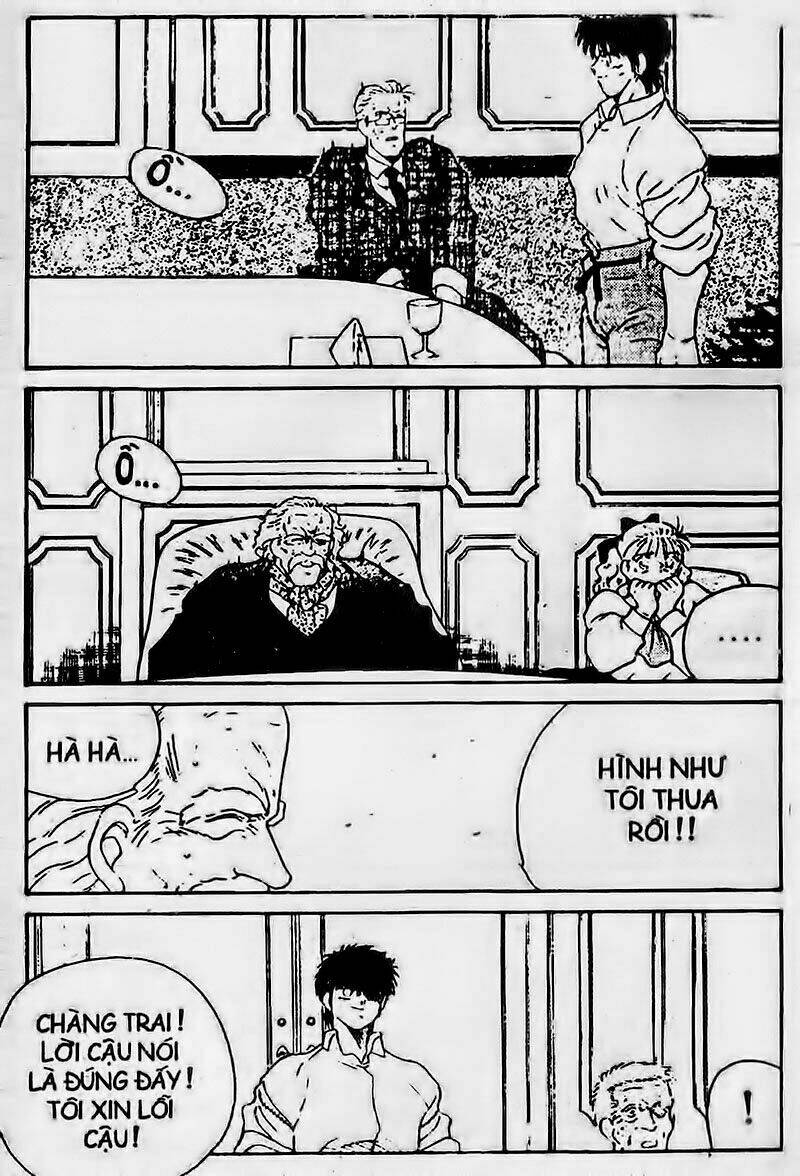 Ồ...
Ồ...
....
HÀ HÀ...
HÌNH NHƯ
TÔI THUA
RỒI!!
CHÀNG TRAI!
LỜI CẬU NÓI
LÀ ĐÚNG ĐẤY!
TÔI XIN LỖI
CẬU!
!